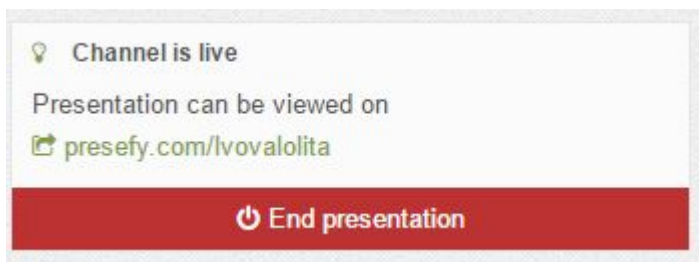 Channel is live
Presentation can be viewed on
presefy.com/lvovalolita
End presentation